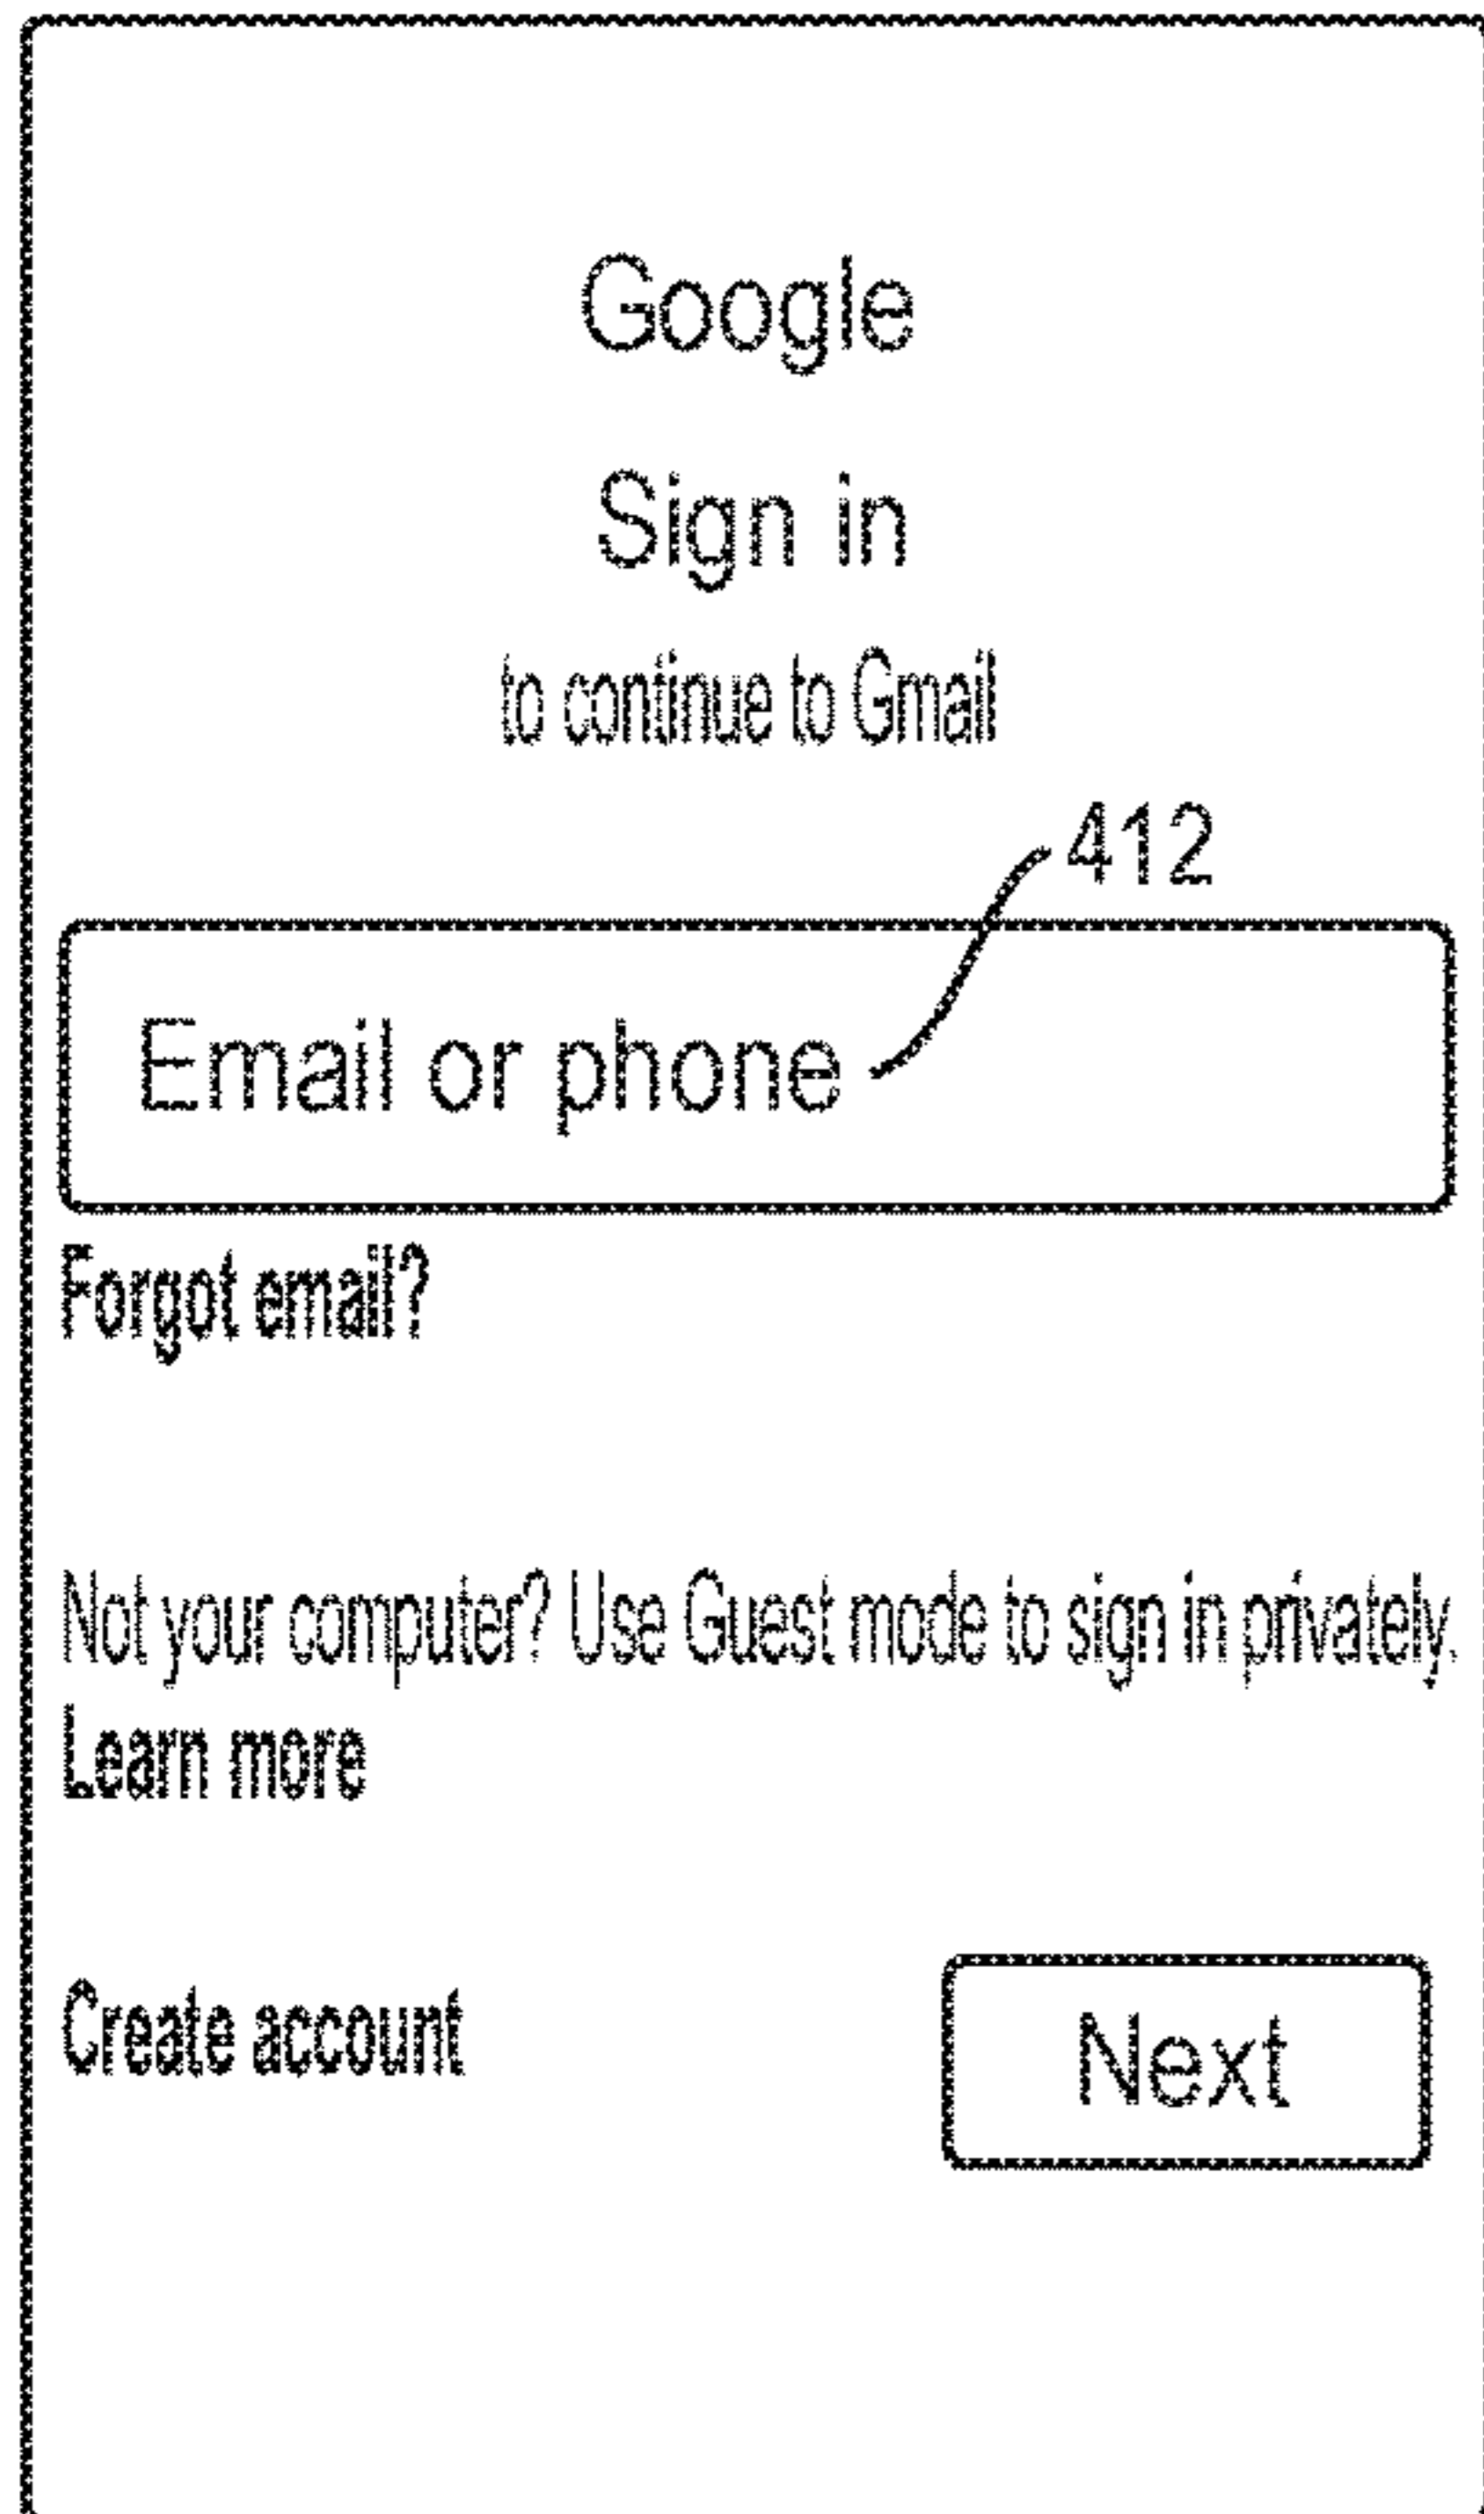 Google
Sign in
to continue to Gmail
412
Email or phone
Forgot email?
Not your computer? Use Guest mode to sign in privately.
Learn more
Create account
Next